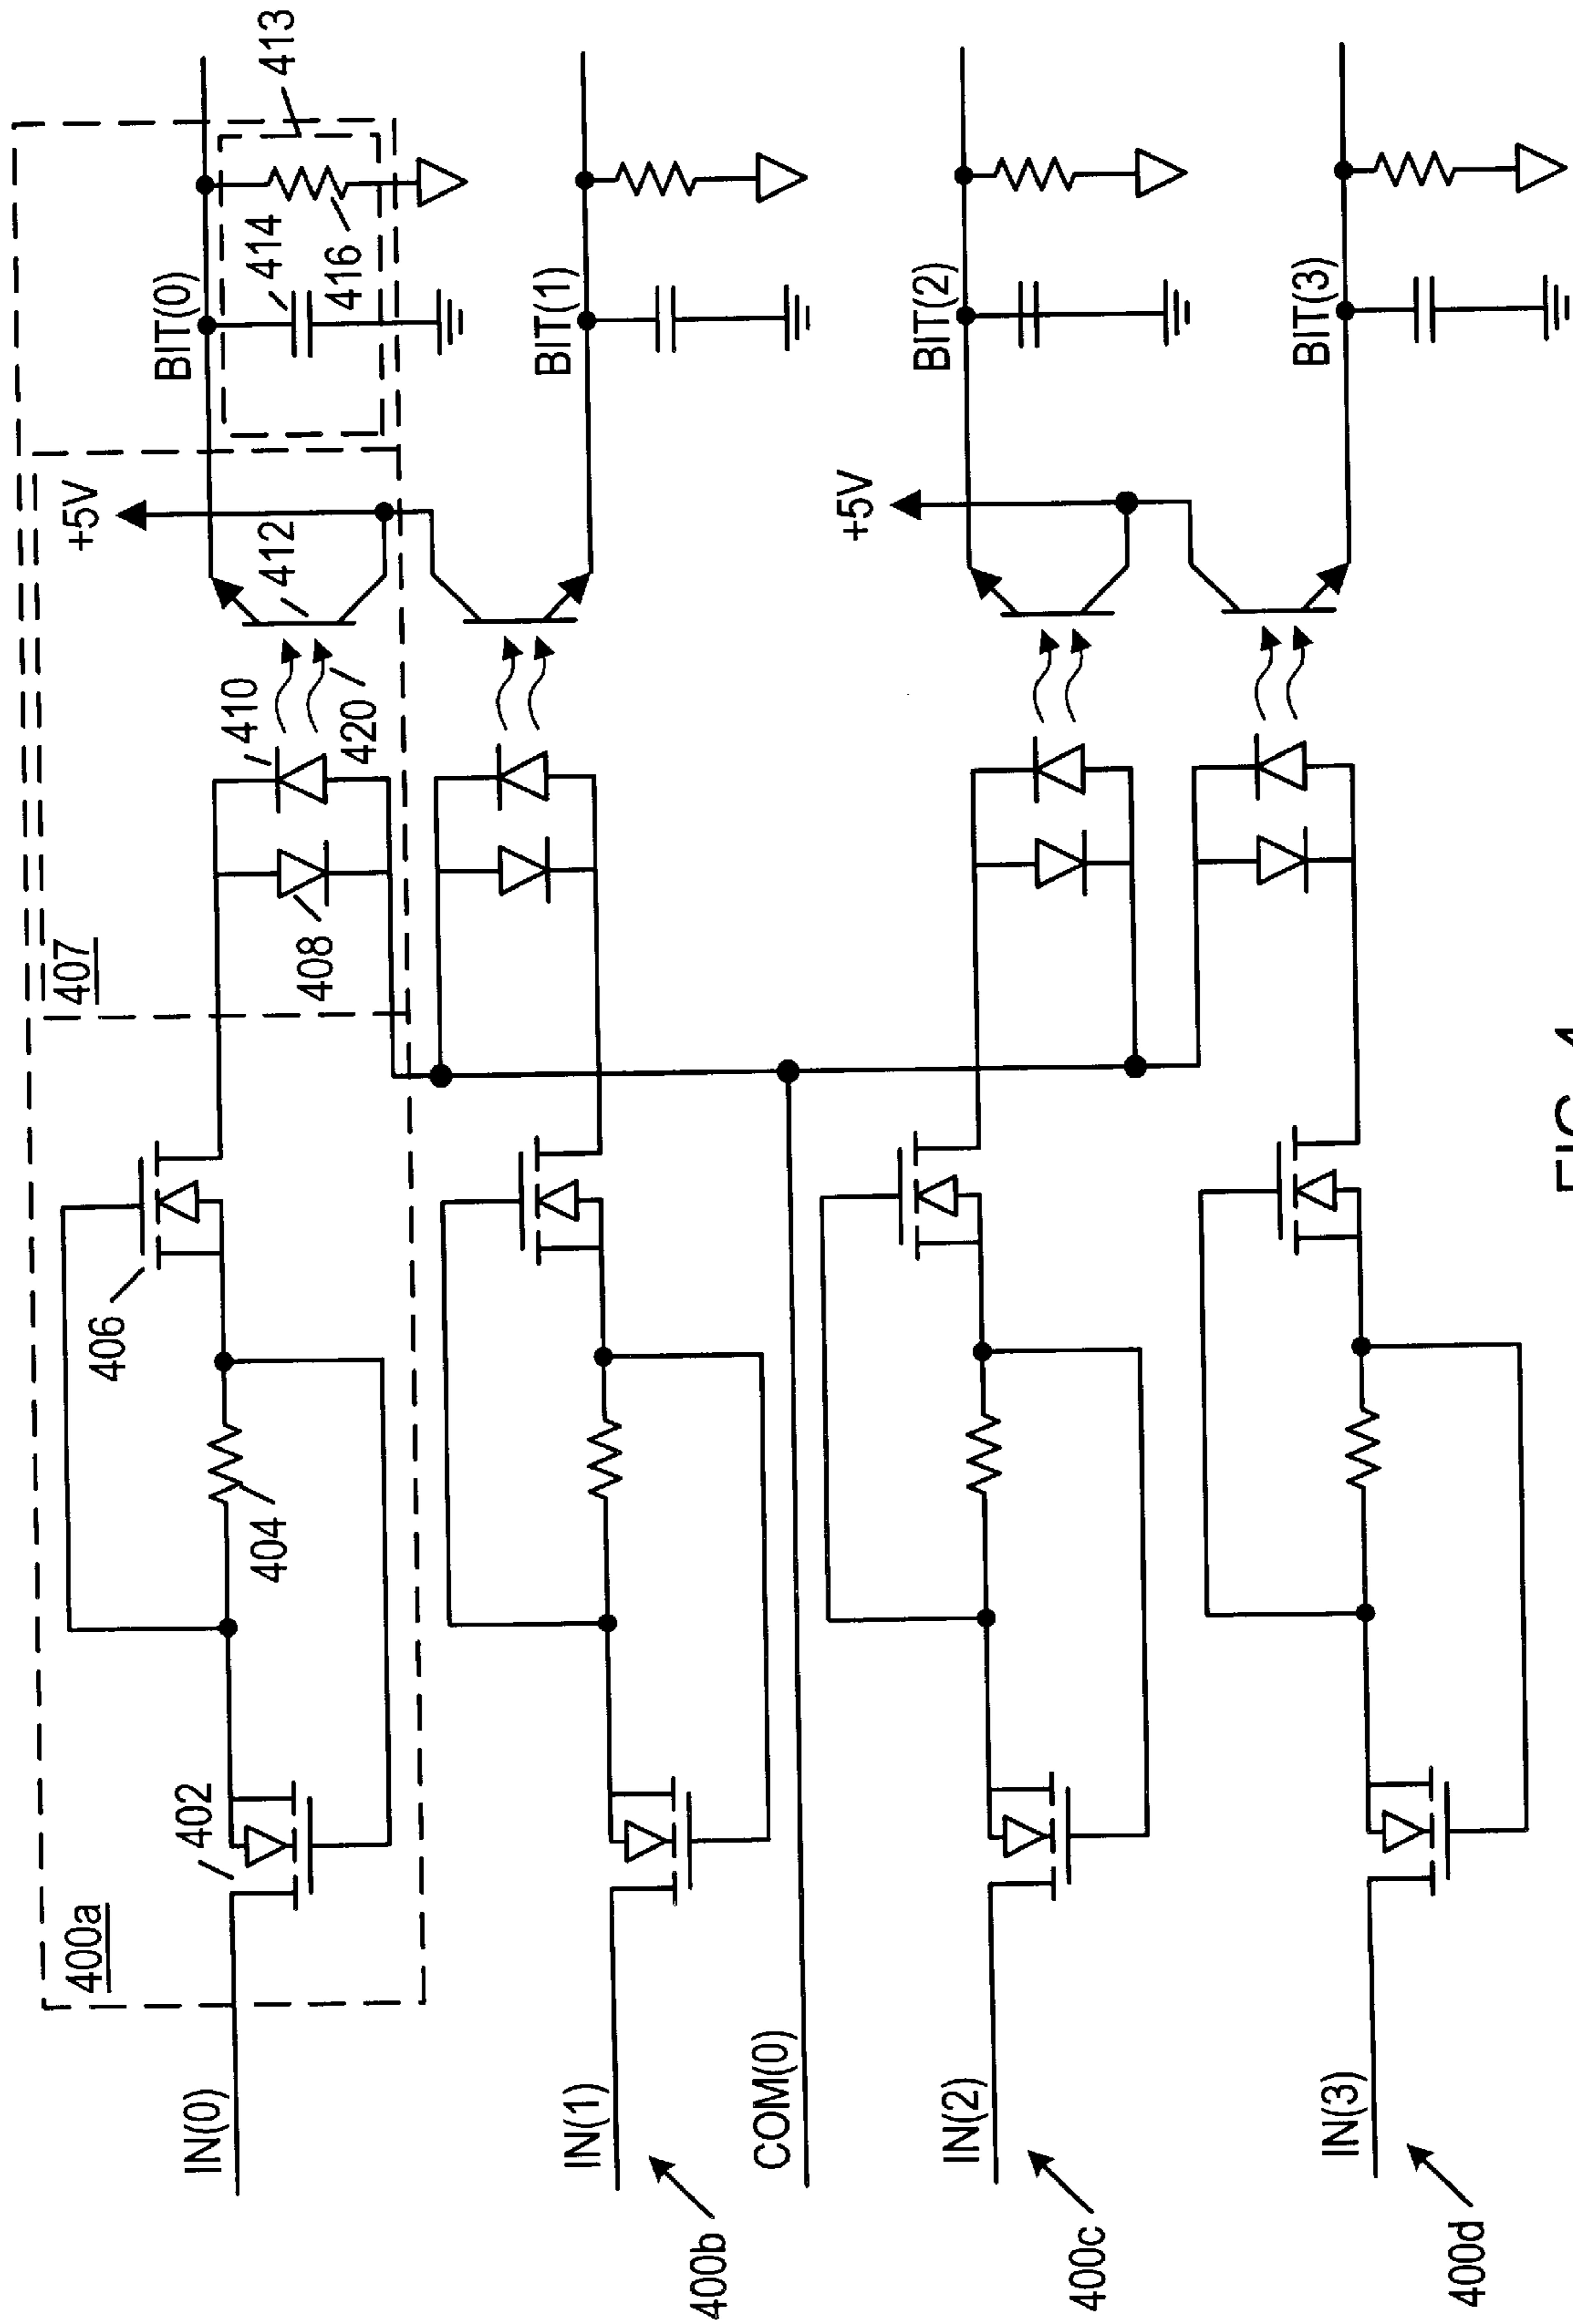 400a
407
413
IN(0)
402
404
406
408
410
420
412
+5V
BIT(0)
414
416
IN(1)
400b
BIT(1)
COM(0)
IN(2)
400c
+5V
BIT(2)
IN(3)
400d
BIT(3)
FIG.